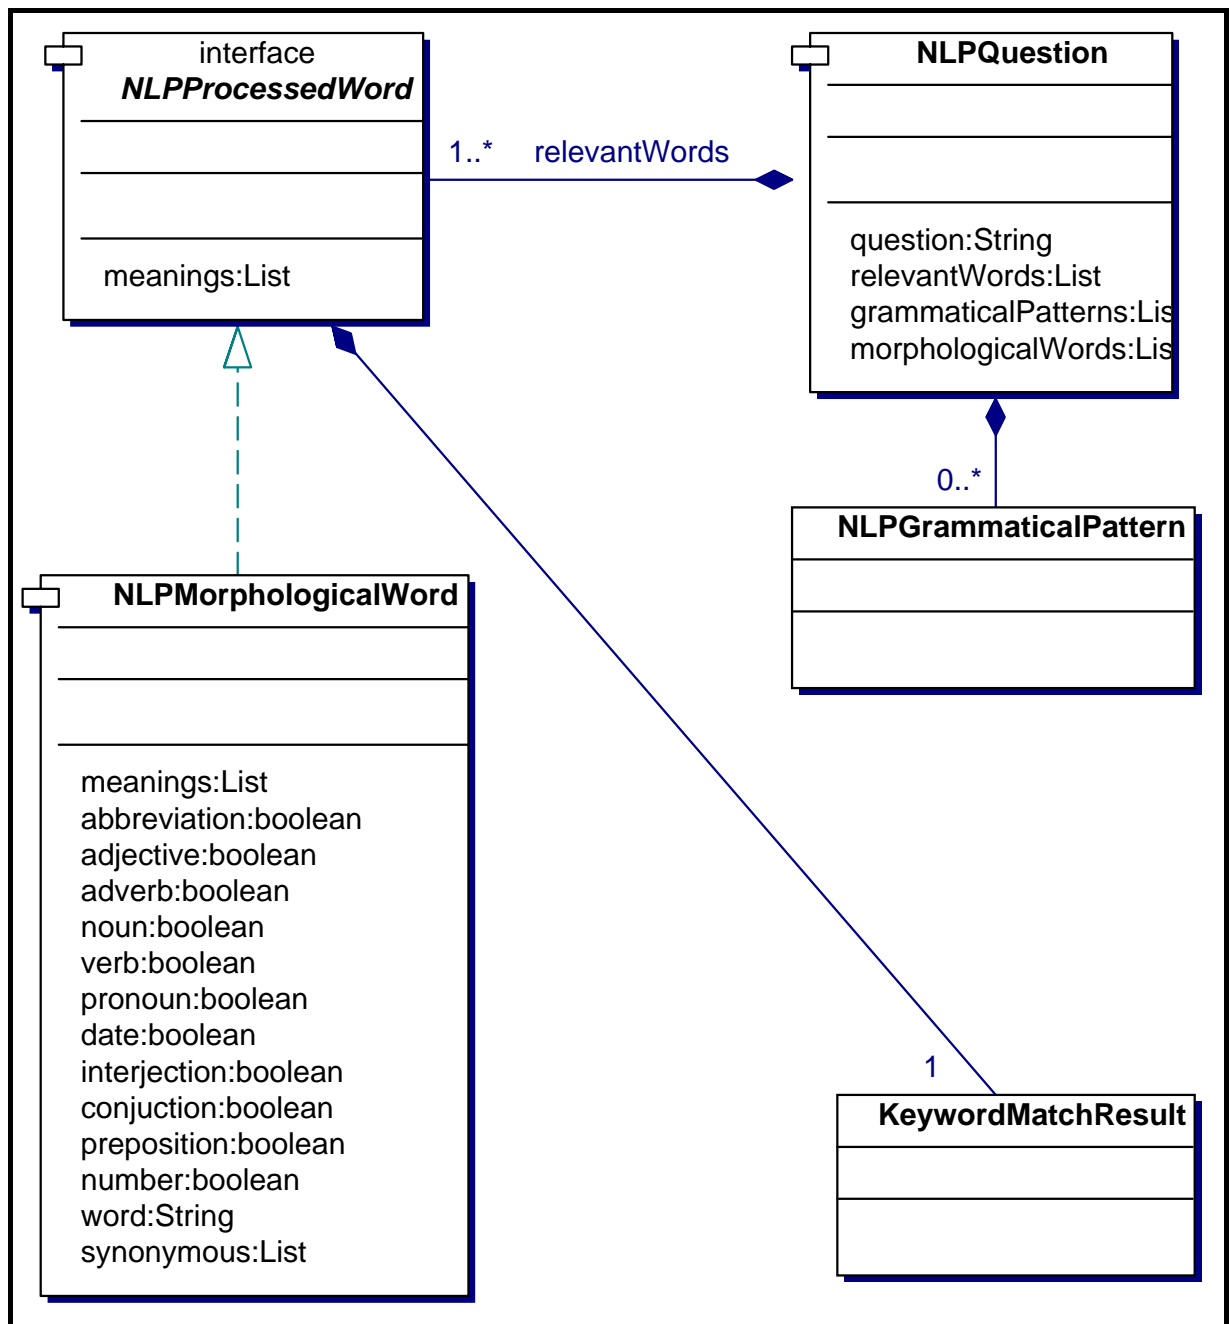 interface
NLPProcessedWord
meanings:List
1..* relevantWords
NLPQuestion
question:String
relevantWords:List
grammaticalPatterns:Lis
morphologicalWords:Lis
0..*
NLPGrammaticalPattern
NLPMorphologicalWord
meanings:List
abbreviation:boolean
adjective:boolean
adverb:boolean
noun:boolean
verb:boolean
pronoun:boolean
date:boolean
interjection:boolean
conjuction:boolean
preposition:boolean
number:boolean
word:String
synonymous:List
1
KeywordMatchResult